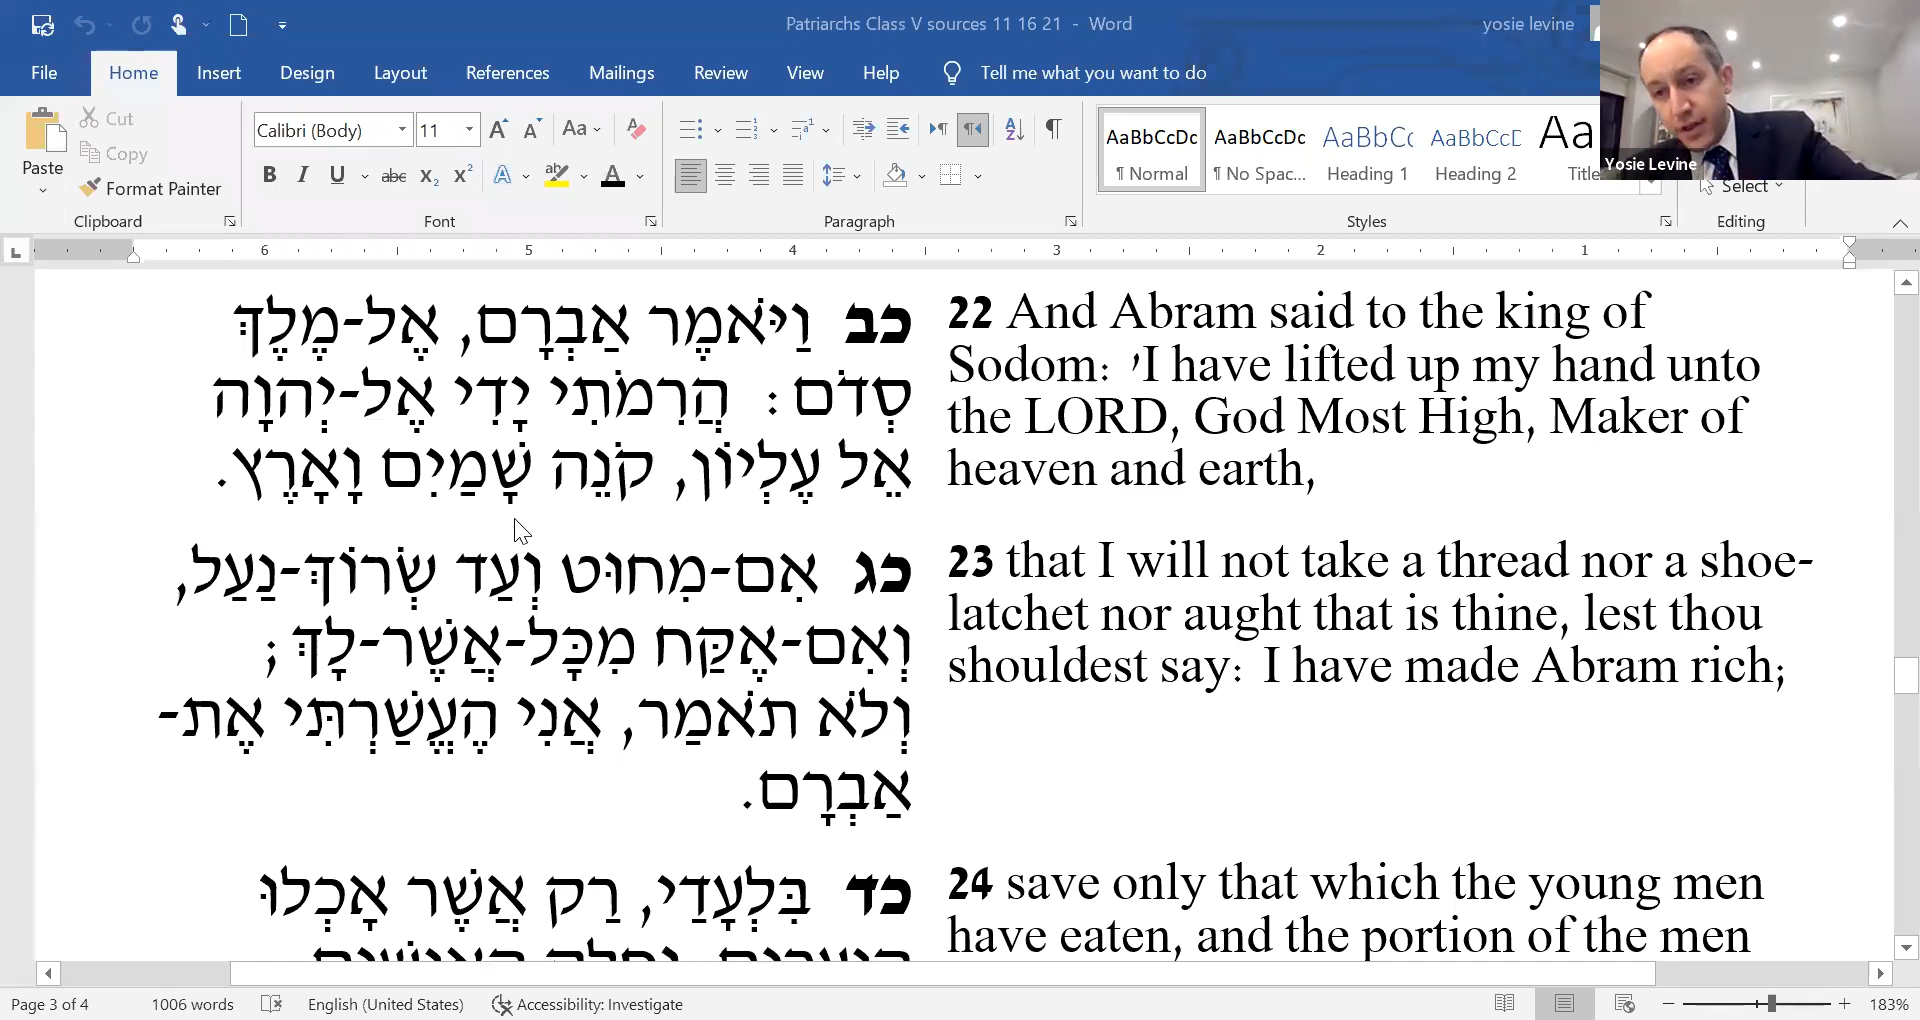 Patriarchs Class V sources 11 16 21 - Word
yosie levine
File Home Insert Design Layout References Mailings Review View Help Tell me what you want to do
Yosie Levine
Paste
Cut
Copy
Format Painter
Clipboard
Calibri (Body) 11
Font
Paragraph
AaBbCcDc AaBbCcDc AaBbCc AaBbCcD Aa
¶ Normal ¶ No Spac... Heading 1 Heading 2 Title
Styles
Select
Editing
6 5 4 3 2 1
כב וַיֹּאמֶר אַבְרָם, אֶל-מֶלֶךְ
סְדֹם: הֲרִמֹתִי יָדִי אֶל-יְהוָה
אֵל עֶלְיוֹן, קֹנֵה שָׁמַיִם וָאָרֶץ.
22 And Abram said to the king of
Sodom: 'I have lifted up my hand unto
the LORD, God Most High, Maker of
heaven and earth,
כג אִם-מִחוּט וְעַד שְׂרוֹךְ-נַעַל,
וְאִם-אֶקַּח מִכָּל-אֲשֶׁר-לָךְ;
וְלֹא תֹאמַר, אֲנִי הֶעֱשַׁרְתִּי אֶת-
אַבְרָם.
23 that I will not take a thread nor a shoe-
latchet nor aught that is thine, lest thou
shouldest say: I have made Abram rich;
כד בִּלְעָדַי, רַק אֲשֶׁר אָכְלוּ
24 save only that which the young men
have eaten, and the portion of the men
Page 3 of 4 1006 words English (United States) Accessibility: Investigate 183%